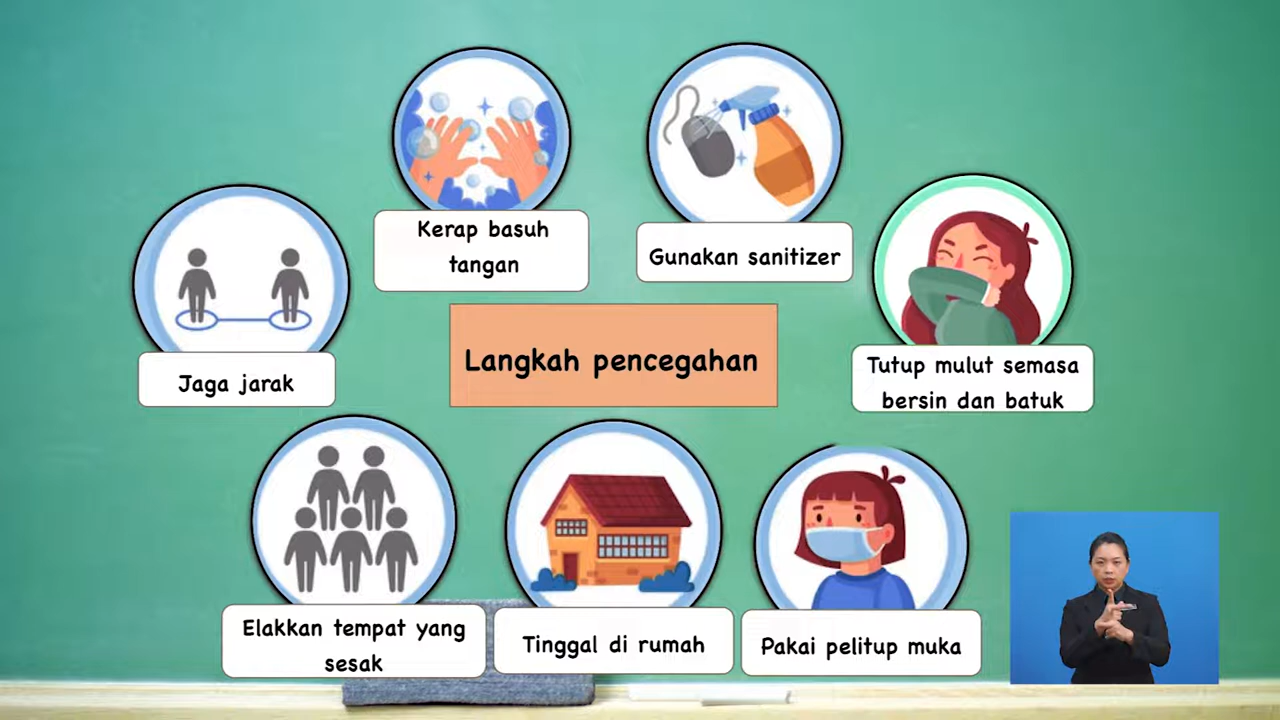 Kerap basuh
tangan
Gunakan sanitizer
Jaga jarak
Langkah pencegahan
Tutup mulut semasa
bersin dan batuk
Elakkan tempat yang
sesak
Tinggal di rumah
Pakai pelitup muka